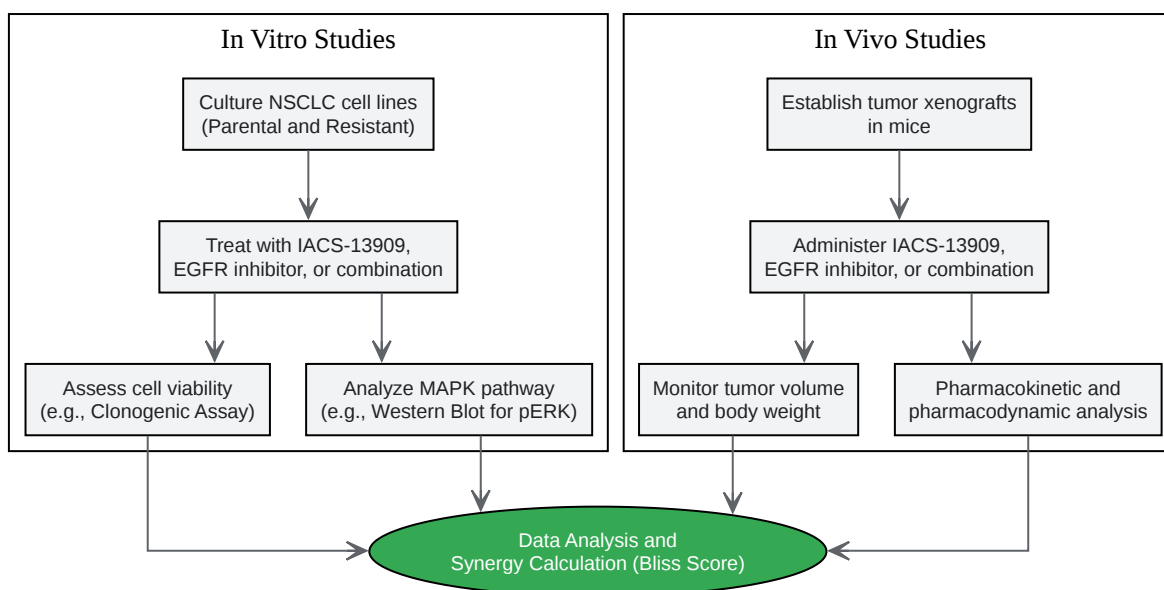 In Vitro Studies
Culture NSCLC cell lines
(Parental and Resistant)
Treat with IACS-13909,
EGFR inhibitor, or combination
Assess cell viability
(e.g., Clonogenic Assay)
Analyze MAPK pathway
(e.g., Western Blot for pERK)
In Vivo Studies
Establish tumor xenografts
in mice
Administer IACS-13909,
EGFR inhibitor, or combination
Monitor tumor volume
and body weight
Pharmacokinetic and
pharmacodynamic analysis
Data Analysis and
Synergy Calculation (Bliss Score)